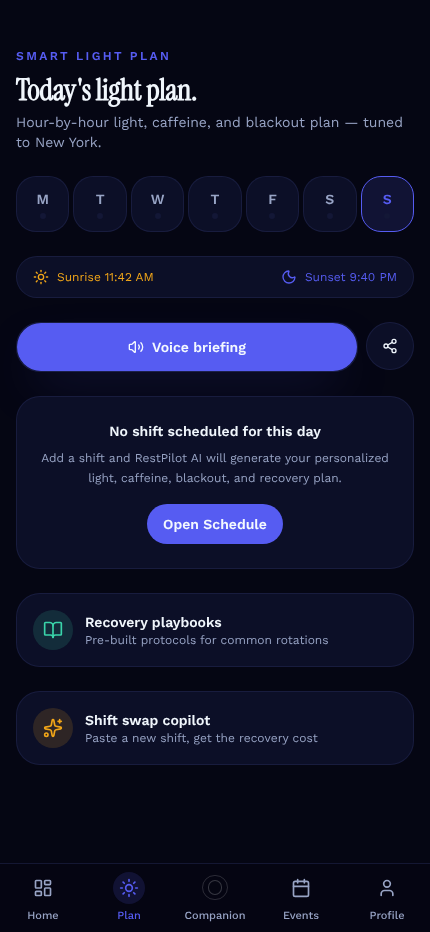 SMART LIGHT PLAN
Today's light plan.
Hour-by-hour light, caffeine, and blackout plan — tuned
to New York.
M T W T F S S
Sunrise 11:42 AM Sunset 9:40 PM
Voice briefing
No shift scheduled for this day
Add a shift and RestPilot AI will generate your personalized
light, caffeine, blackout, and recovery plan.
Open Schedule
Recovery playbooks
Pre-built protocols for common rotations
Shift swap copilot
Paste a new shift, get the recovery cost
Home Plan Companion Events Profile